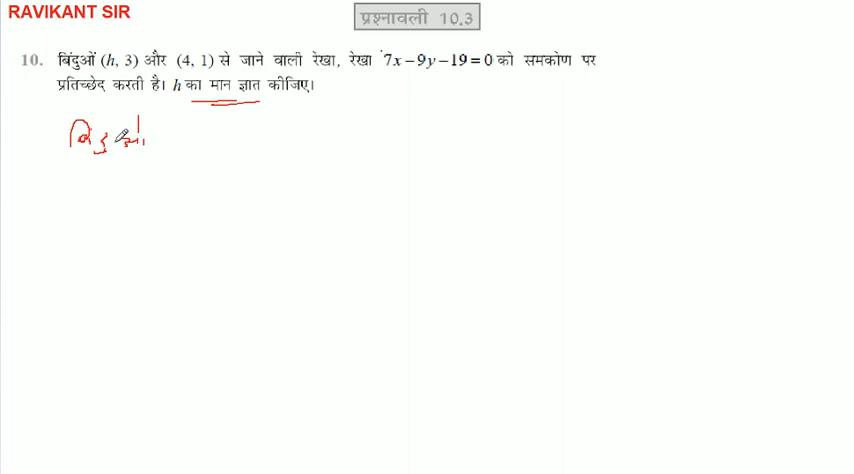 RAVIKANT SIR
प्रश्नावली 10.3
10. बिंदुओं (h, 3) और (4, 1) से जाने वाली रेखा, रेखा 7x − 9y − 19 = 0 को समकोण पर
प्रतिच्छेद करती है। h का मान ज्ञात कीजिए।
बिंदुओं